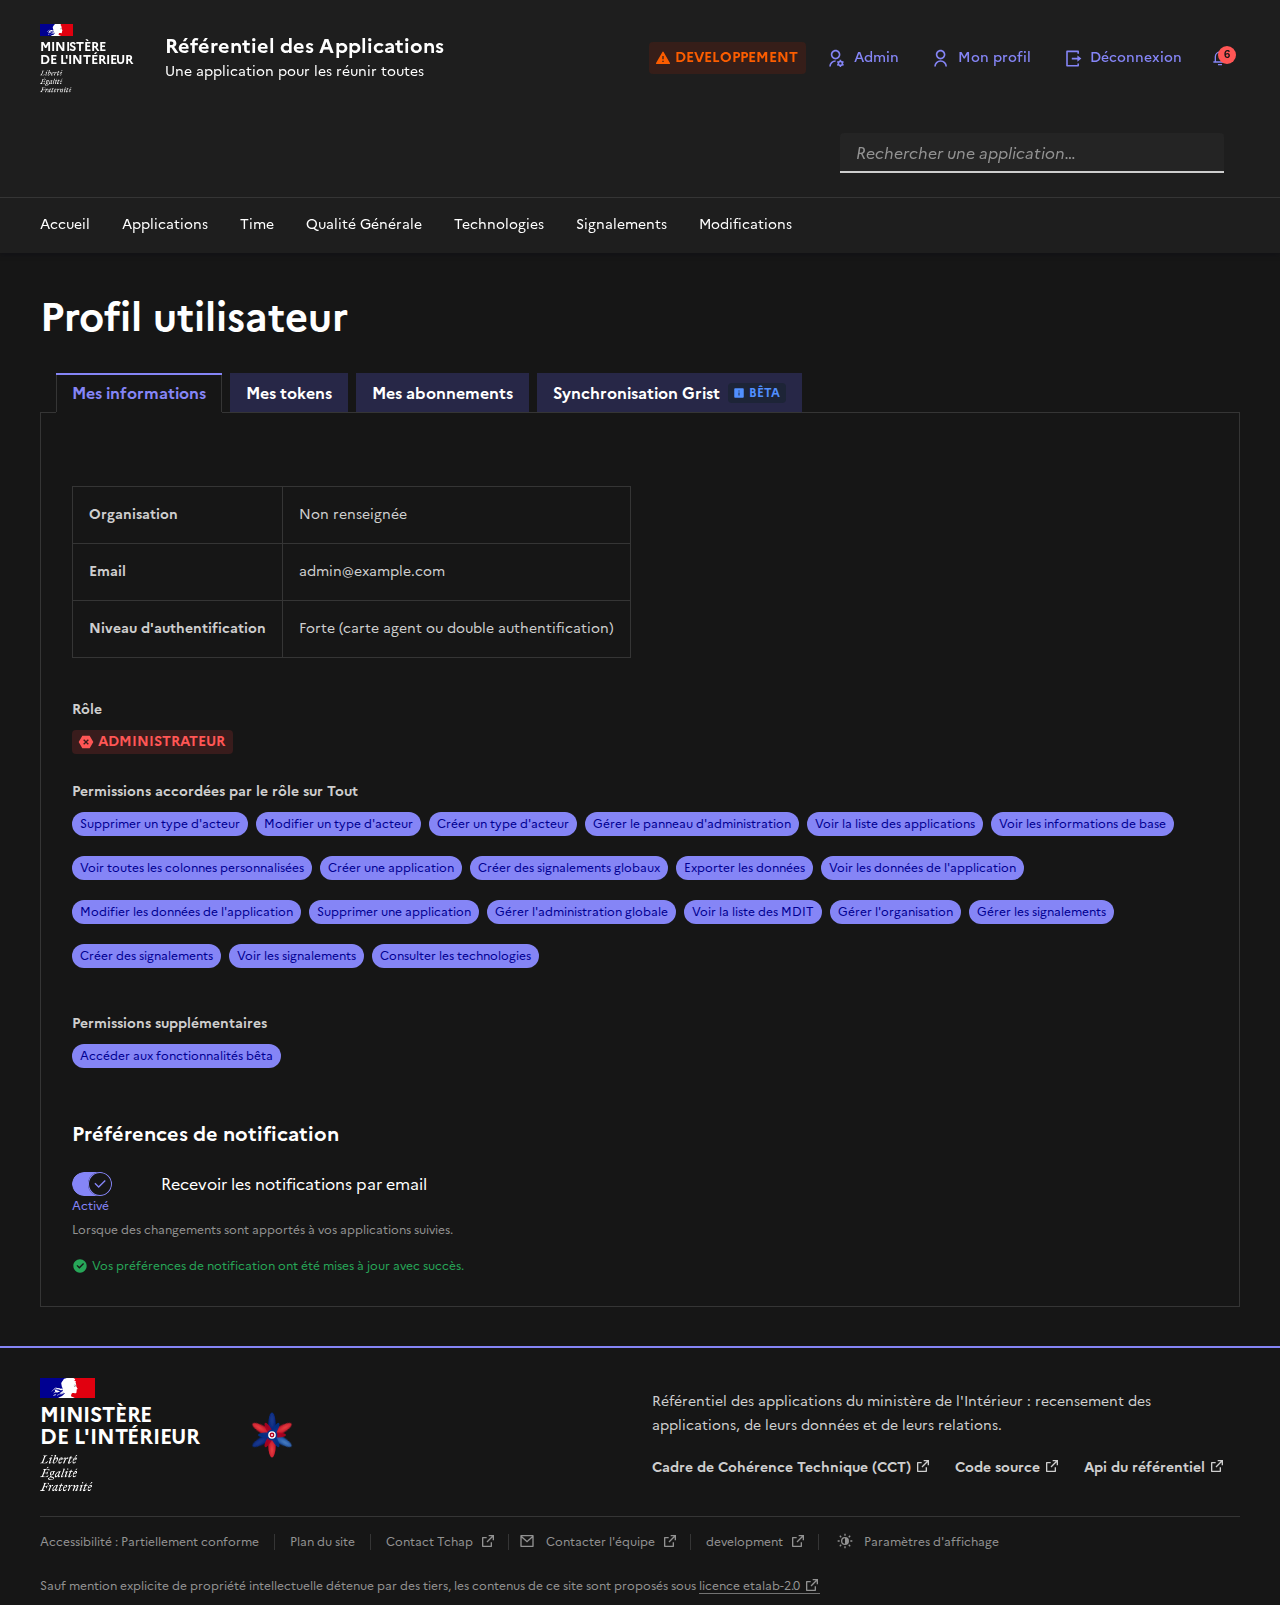 MINISTÈRE
DE L'INTÉRIEUR
Liberté
Égalité
Fraternité
Référentiel des Applications
Une application pour les réunir toutes
DEVELOPPEMENT
Admin
Mon profil
Déconnexion
6
Rechercher une application…
Accueil
Applications
Time
Qualité Générale
Technologies
Signalements
Modifications
Profil utilisateur
Mes informations
Mes tokens
Mes abonnements
Synchronisation Grist
BÊTA
Organisation
Non renseignée
Email
admin@example.com
Niveau d'authentification
Forte (carte agent ou double authentification)
Rôle
ADMINISTRATEUR
Permissions accordées par le rôle sur Tout
Supprimer un type d'acteur
Modifier un type d'acteur
Créer un type d'acteur
Gérer le panneau d'administration
Voir la liste des applications
Voir les informations de base
Voir toutes les colonnes personnalisées
Créer une application
Créer des signalements globaux
Exporter les données
Voir les données de l'application
Modifier les données de l'application
Supprimer une application
Gérer l'administration globale
Voir la liste des MDIT
Gérer l'organisation
Gérer les signalements
Créer des signalements
Voir les signalements
Consulter les technologies
Permissions supplémentaires
Accéder aux fonctionnalités bêta
Préférences de notification
Recevoir les notifications par email
Activé
Lorsque des changements sont apportés à vos applications suivies.
Vos préférences de notification ont été mises à jour avec succès.
MINISTÈRE
DE L'INTÉRIEUR
Liberté
Égalité
Fraternité
Référentiel des applications du ministère de l'Intérieur : recensement des
applications, de leurs données et de leurs relations.
Cadre de Cohérence Technique (CCT)
Code source
Api du référentiel
Accessibilité : Partiellement conforme
Plan du site
Contact Tchap
Contacter l'équipe
development
Paramètres d'affichage
Sauf mention explicite de propriété intellectuelle détenue par des tiers, les contenus de ce site sont proposés sous licence etalab-2.0